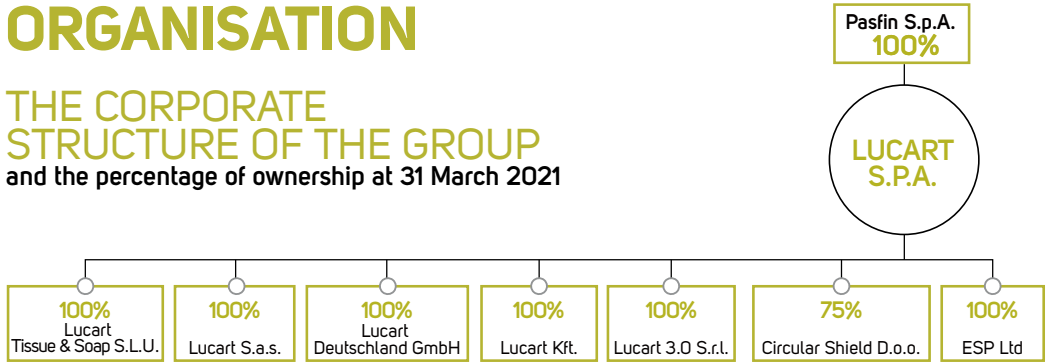 ORGANISATION
THE CORPORATE
STRUCTURE OF THE GROUP
and the percentage of ownership at 31 March 2021
Pasfin S.p.A.
100%
LUCART
S.P.A.
100%
Lucart
Tissue & Soap S.L.U.
100%
Lucart S.a.s.
100%
Lucart
Deutschland GmbH
100%
Lucart Kft.
100%
Lucart 3.0 S.r.l.
75%
Circular Shield D.o.o.
100%
ESP Ltd